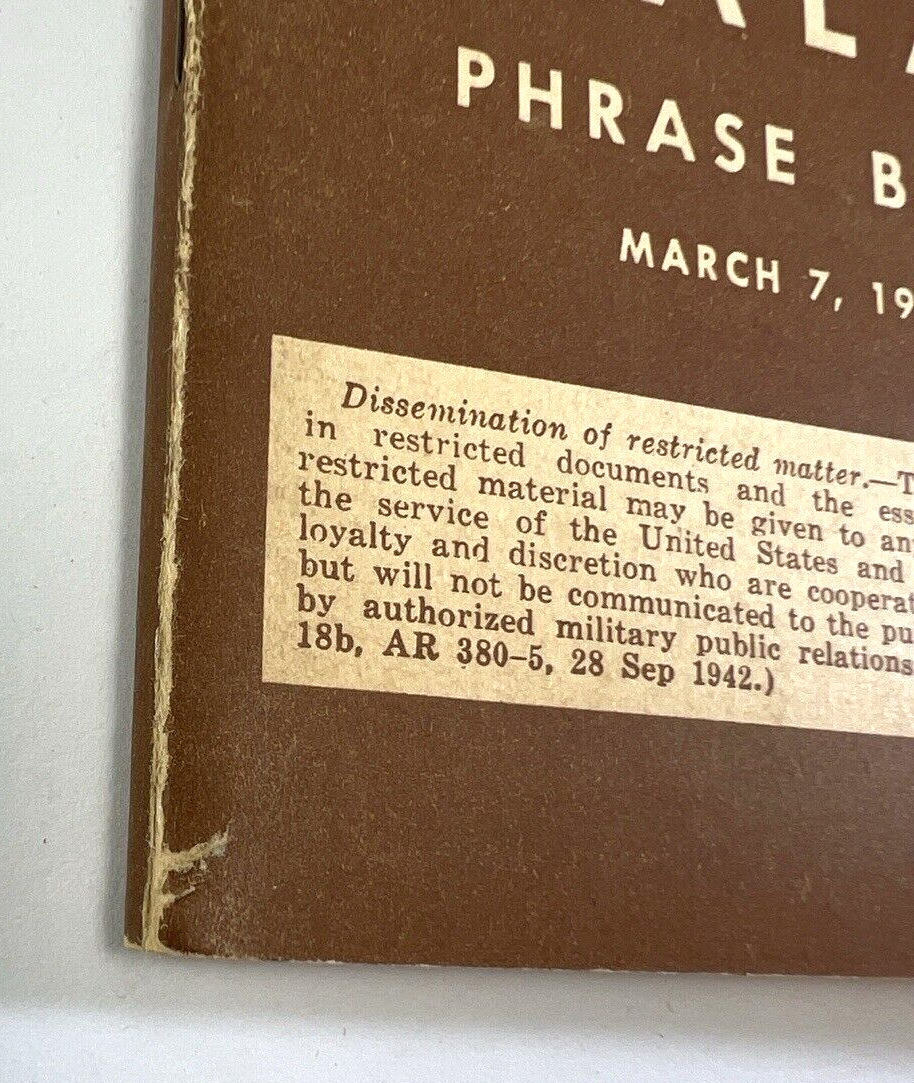 PHRASE B
MARCH 7, 19
Dissemination of restricted matter.—T
in restricted documents and the ess
restricted material may be given to an
the service of the United States and
loyalty and discretion who are cooperat
but will not be communicated to the pu
by authorized military public relations
18b, AR 380-5, 28 Sep 1942.)